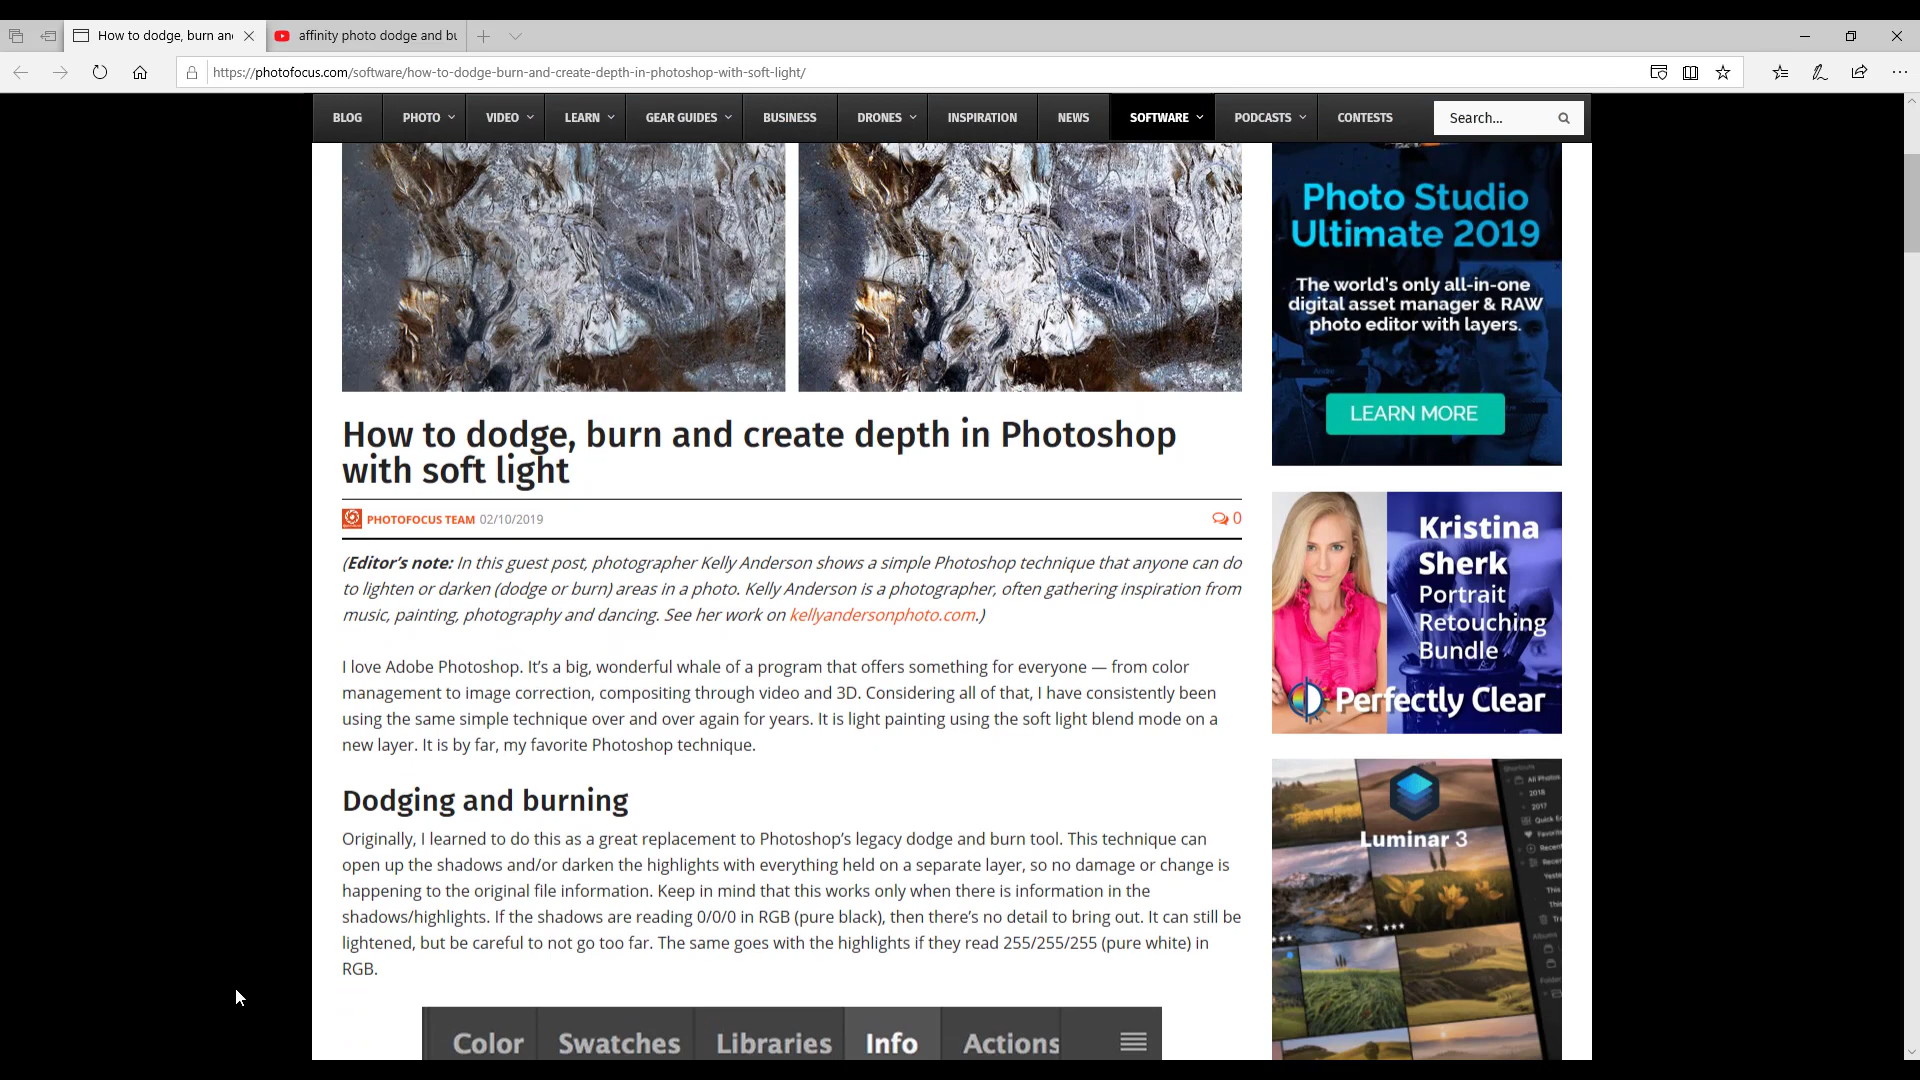 How to dodge, burn an
affinity photo dodge and bu
https://photofocus.com/software/how-to-dodge-burn-and-create-depth-in-photoshop-with-soft-light/
BLOG PHOTO VIDEO LEARN GEAR GUIDES BUSINESS DRONES INSPIRATION NEWS SOFTWARE PODCASTS CONTESTS Search...
How to dodge, burn and create depth in Photoshop
with soft light
PHOTOFOCUS TEAM 02/10/2019 0
(Editor’s note: In this guest post, photographer Kelly Anderson shows a simple Photoshop technique that anyone can do
to lighten or darken (dodge or burn) areas in a photo. Kelly Anderson is a photographer, often gathering inspiration from
music, painting, photography and dancing. See her work on kellyandersonphoto.com.)
I love Adobe Photoshop. It’s a big, wonderful whale of a program that offers something for everyone — from color
management to image correction, compositing through video and 3D. Considering all of that, I have consistently been
using the same simple technique over and over again for years. It is light painting using the soft light blend mode on a
new layer. It is by far, my favorite Photoshop technique.
Dodging and burning
Originally, I learned to do this as a great replacement to Photoshop’s legacy dodge and burn tool. This technique can
open up the shadows and/or darken the highlights with everything held on a separate layer, so no damage or change is
happening to the original file information. Keep in mind that this works only when there is information in the
shadows/highlights. If the shadows are reading 0/0/0 in RGB (pure black), then there’s no detail to bring out. It can still be
lightened, but be careful to not go too far. The same goes with the highlights if they read 255/255/255 (pure white) in
RGB.
Color Swatches Libraries Info Actions
Photo Studio
Ultimate 2019
The world's only all-in-one
digital asset manager & RAW
photo editor with layers.
LEARN MORE
Kristina
Sherk
Portrait
Retouching
Bundle
Perfectly Clear
Luminar 3
All Photos
2018
2017